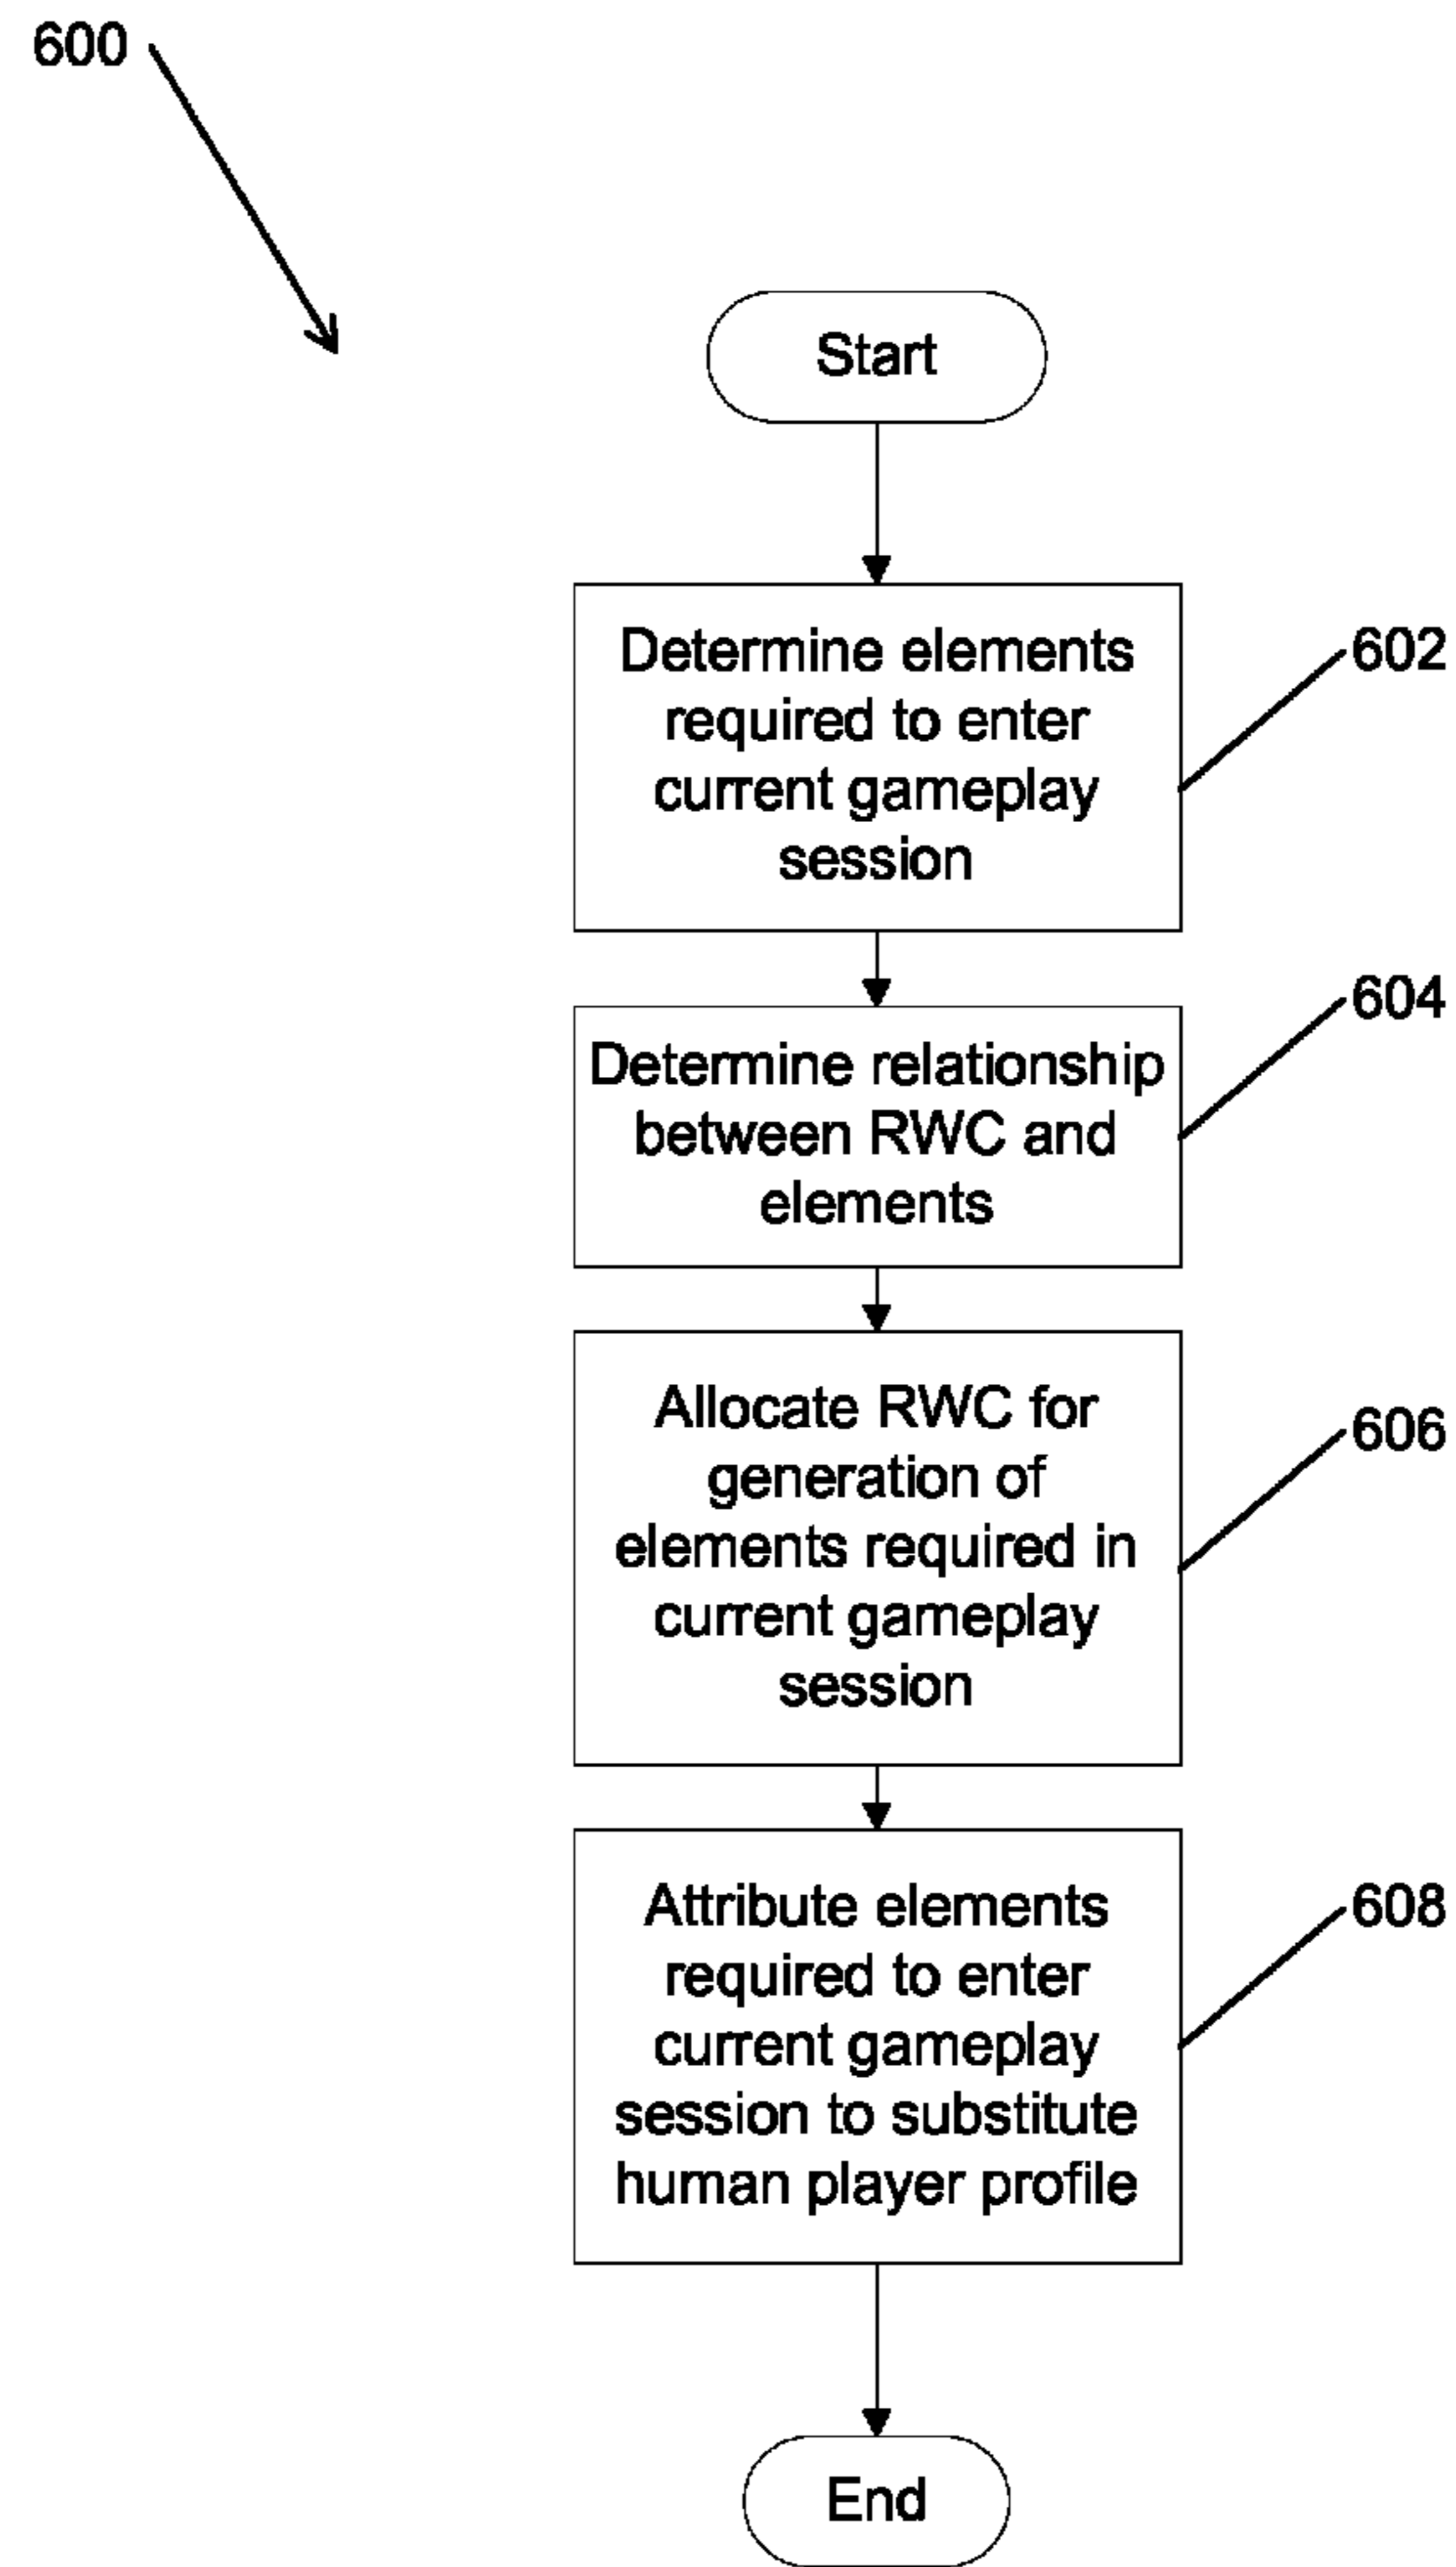 600
Start
Determine elements
required to enter
current gameplay
session
602
Determine relationship
between RWC and
elements
604
Allocate RWC for
generation of
elements required in
current gameplay
session
606
Attribute elements
required to enter
current gameplay
session to substitute
human player profile
608
End